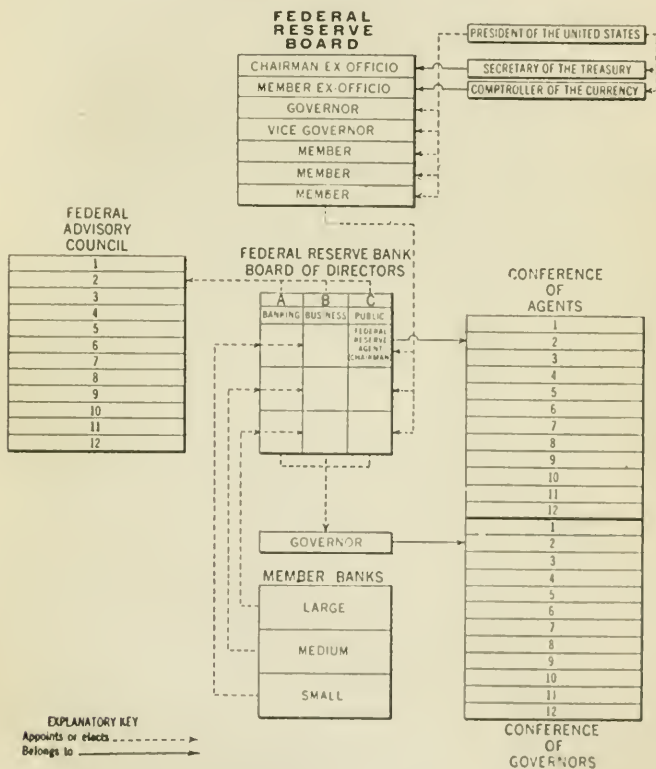 FEDERAL
RESERVE
BOARD
PRESIDENT OF THE UNITED STATES
CHAIRMAN EX OFFICIO
SECRETARY OF THE TREASURY
MEMBER EX-OFFICIO
COMPTROLLER OF THE CURRENCY
GOVERNOR
VICE GOVERNOR
MEMBER
MEMBER
MEMBER
FEDERAL
ADVISORY
COUNCIL
1
2
3
4
5
6
7
8
9
10
11
12
FEDERAL RESERVE BANK
BOARD OF DIRECTORS
A B C
BANKING BUSINESS PUBLIC
FEDERAL
RESERVE
AGENT
(CHAIRMAN)
CONFERENCE
OF
AGENTS
1
2
3
4
5
6
7
8
9
10
11
12
GOVERNOR
1
2
3
4
5
6
7
8
9
10
11
12
CONFERENCE
OF
GOVERNORS
MEMBER BANKS
LARGE
MEDIUM
SMALL
EXPLANATORY KEY
Appoints or elects
Belongs to